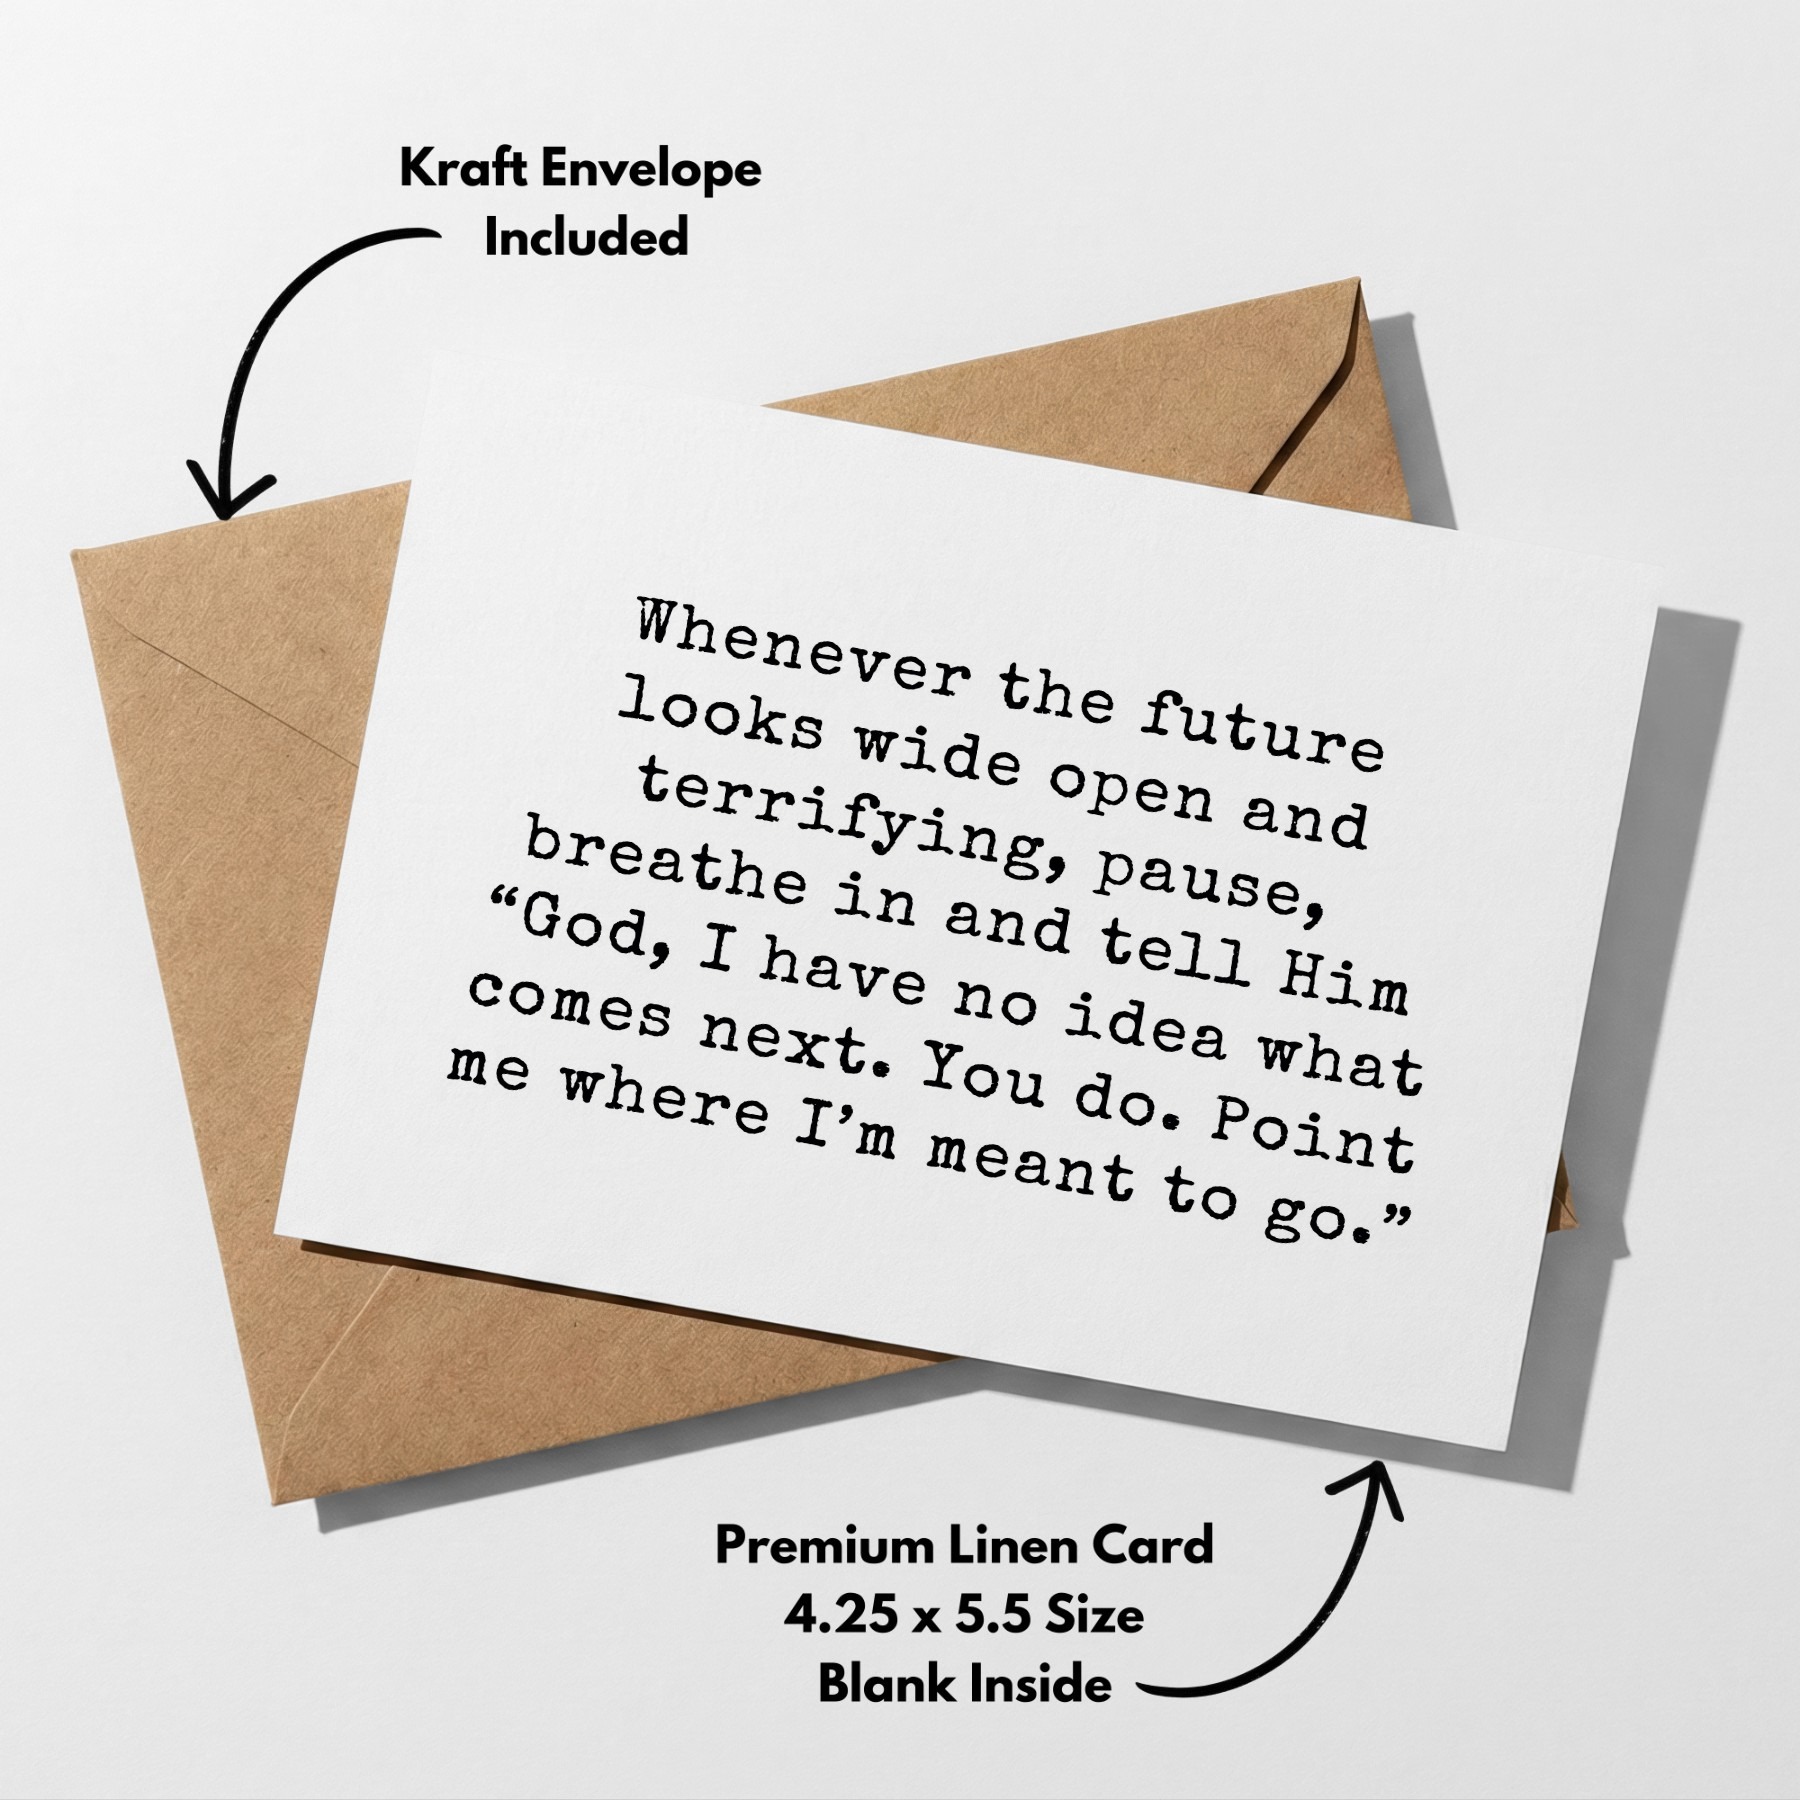 Kraft Envelope
Included
Whenever the future
looks wide open and
terrifying, pause,
breathe in and tell Him
“God, I have no idea what
comes next. You do. Point
me where I’m meant to go.”
Premium Linen Card
4.25 x 5.5 Size
Blank Inside